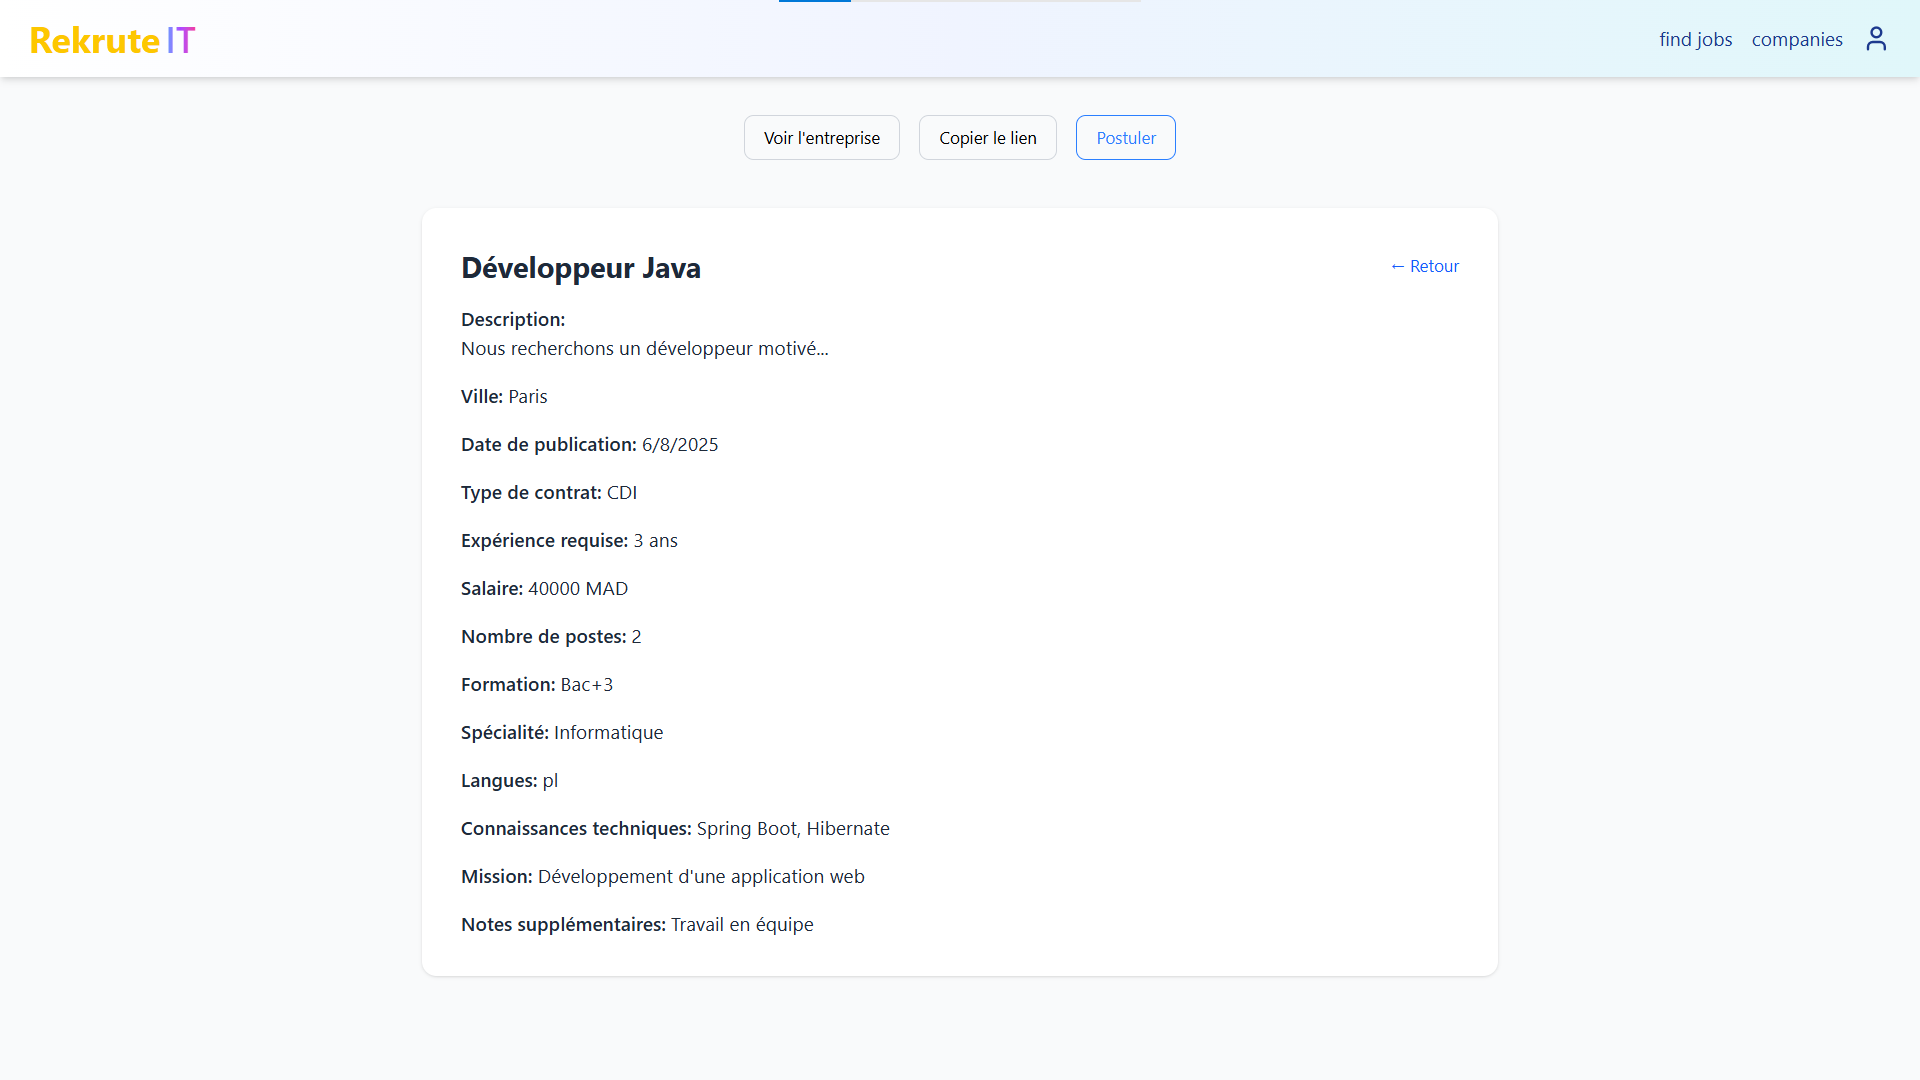 Rekrute IT
find jobs
companies
Voir l'entreprise
Copier le lien
Postuler
Développeur Java
← Retour
Description:
Nous recherchons un développeur motivé...
Ville: Paris
Date de publication: 6/8/2025
Type de contrat: CDI
Expérience requise: 3 ans
Salaire: 40000 MAD
Nombre de postes: 2
Formation: Bac+3
Spécialité: Informatique
Langues: pl
Connaissances techniques: Spring Boot, Hibernate
Mission: Développement d'une application web
Notes supplémentaires: Travail en équipe